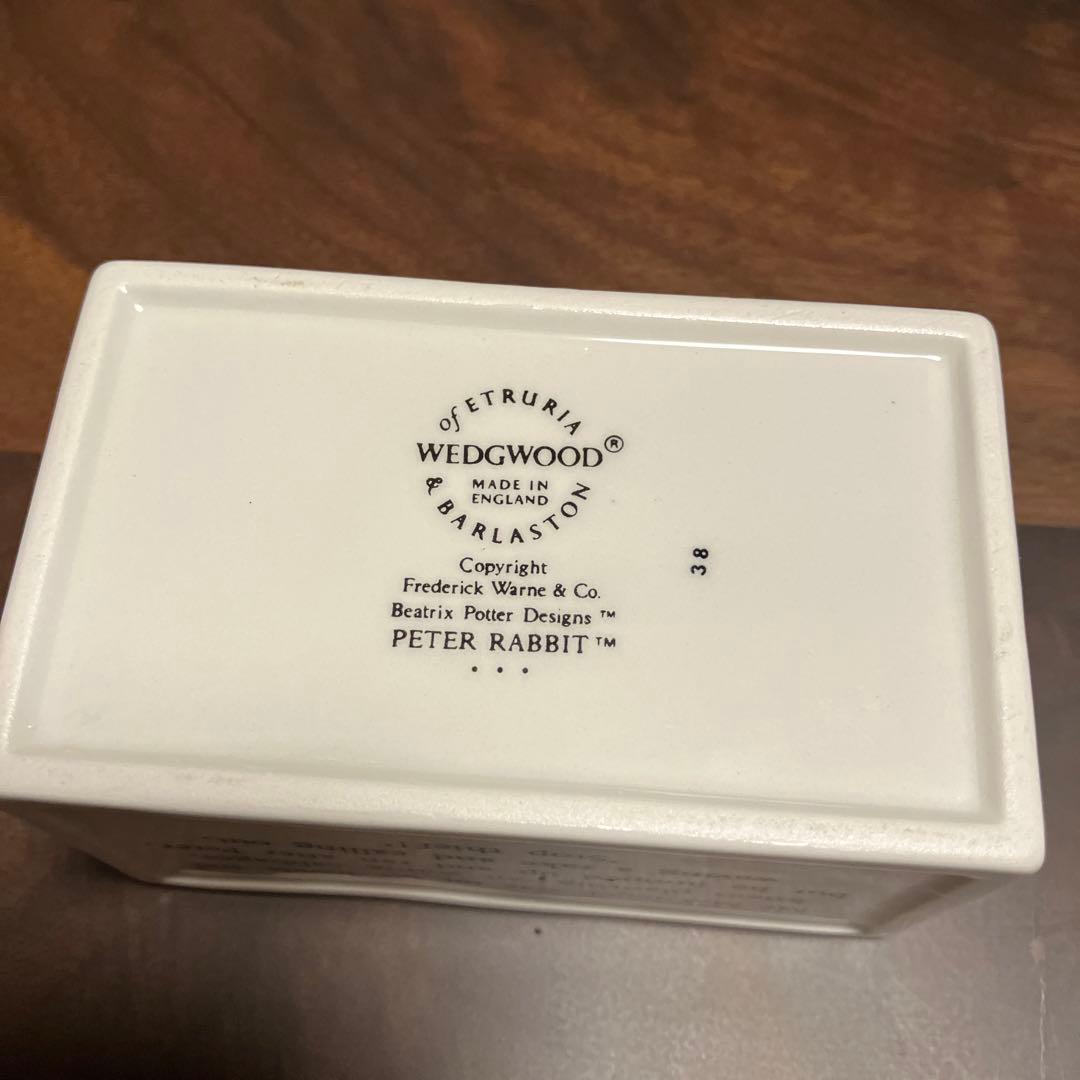 of ETRURIA
WEDGWOOD®
MADE IN
ENGLAND
& BARLASTON
Copyright
Frederick Warne & Co.
Beatrix Potter Designs ™
PETER RABBIT ™
• • •
38